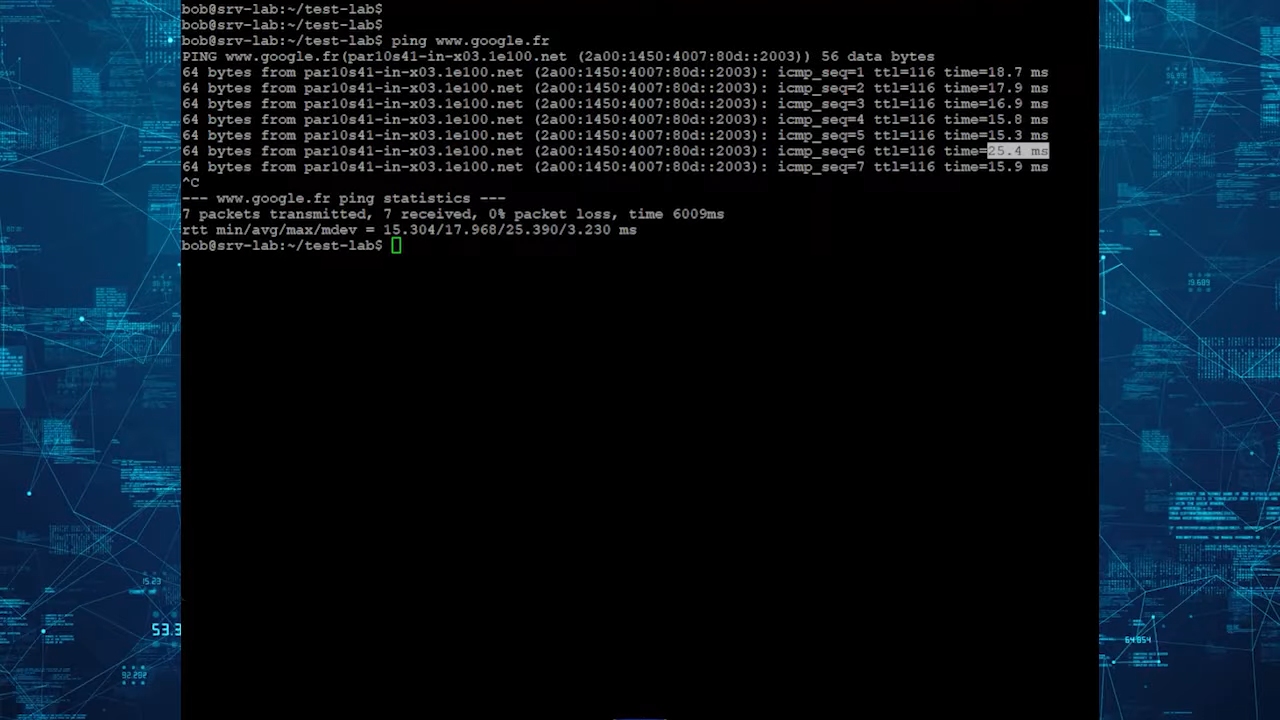 bob@srv-lab:~/test-lab$
bob@srv-lab:~/test-lab$
bob@srv-lab:~/test-lab$ ping www.google.fr
PING www.google.fr(par10s41-in-x03.1e100.net (2a00:1450:4007:80d::2003)) 56 data bytes
64 bytes from par10s41-in-x03.1e100.net (2a00:1450:4007:80d::2003): icmp_seq=1 ttl=116 time=18.7 ms
64 bytes from par10s41-in-x03.1e100.net (2a00:1450:4007:80d::2003): icmp_seq=2 ttl=116 time=17.9 ms
64 bytes from par10s41-in-x03.1e100.net (2a00:1450:4007:80d::2003): icmp_seq=3 ttl=116 time=16.9 ms
64 bytes from par10s41-in-x03.1e100.net (2a00:1450:4007:80d::2003): icmp_seq=4 ttl=116 time=15.8 ms
64 bytes from par10s41-in-x03.1e100.net (2a00:1450:4007:80d::2003): icmp_seq=5 ttl=116 time=15.3 ms
64 bytes from par10s41-in-x03.1e100.net (2a00:1450:4007:80d::2003): icmp_seq=6 ttl=116 time=25.4 ms
64 bytes from par10s41-in-x03.1e100.net (2a00:1450:4007:80d::2003): icmp_seq=7 ttl=116 time=15.9 ms
^C
--- www.google.fr ping statistics ---
7 packets transmitted, 7 received, 0% packet loss, time 6009ms
rtt min/avg/max/mdev = 15.304/17.968/25.390/3.230 ms
bob@srv-lab:~/test-lab$
19.689
15.23
53.3
92.202
64.854